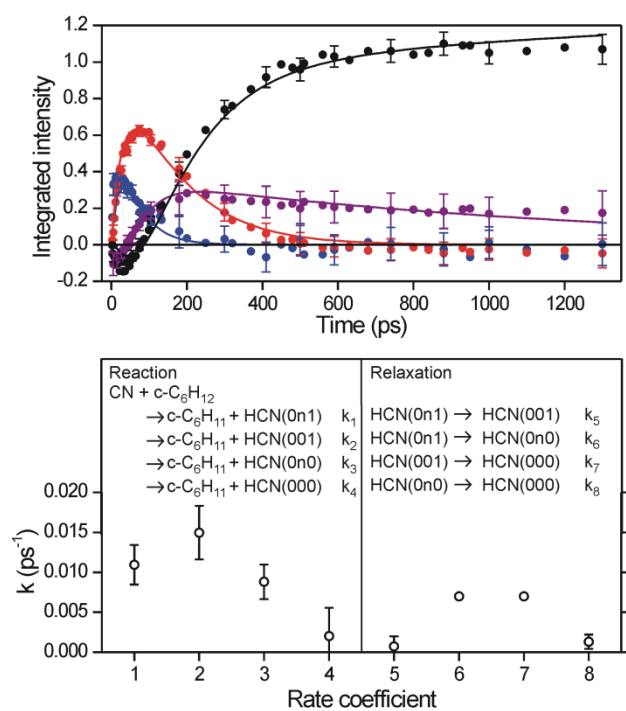 1.2
1.0
0.8
0.6
0.4
0.2
0.0
-0.2
Integrated intensity
0 200 400 600 800 1000 1200
Time (ps)
Reaction
CN + c-C₆H₁₂
→c-C₆H₁₁ + HCN(0n1) k₁
→c-C₆H₁₁ + HCN(001) k₂
→c-C₆H₁₁ + HCN(0n0) k₃
→c-C₆H₁₁ + HCN(000) k₄
Relaxation
HCN(0n1) → HCN(001) k₅
HCN(0n1) → HCN(0n0) k₆
HCN(001) → HCN(000) k₇
HCN(0n0) → HCN(000) k₈
0.020
0.015
0.010
0.005
0.000
k (ps⁻¹)
1 2 3 4 5 6 7 8
Rate coefficient